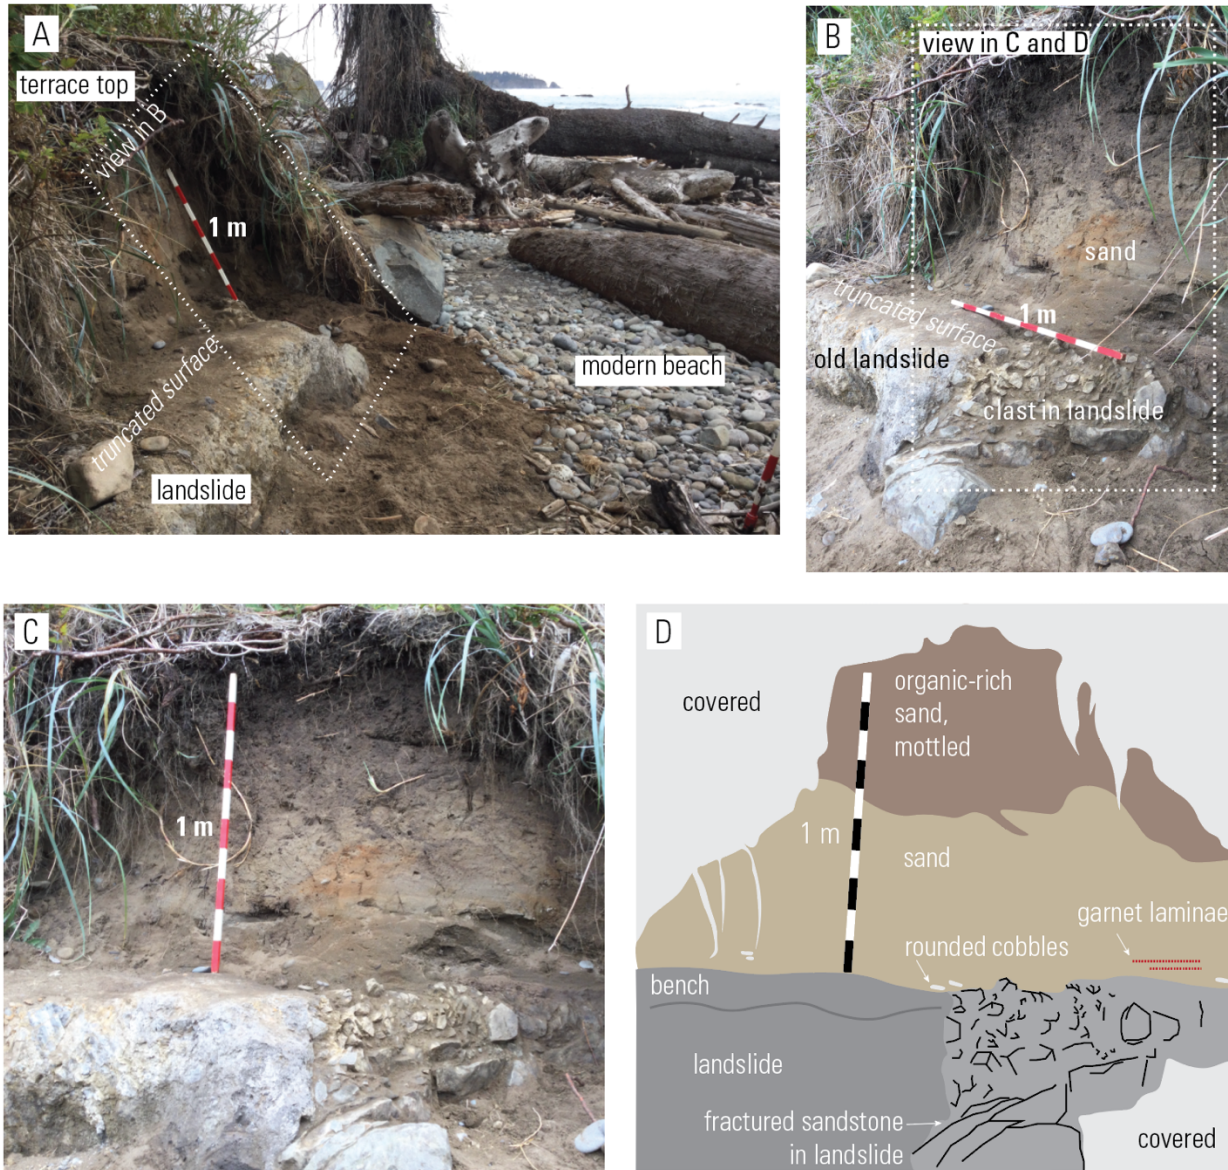 A
terrace top
view in B
1 m
truncated surface
landslide
modern beach
B
view in C and D
sand
truncated surface
1 m
old landslide
clast in landslide
C
1 m
D
covered
organic-rich
sand,
mottled
1 m
sand
garnet laminae
rounded cobbles
bench
landslide
fractured sandstone
in landslide
covered